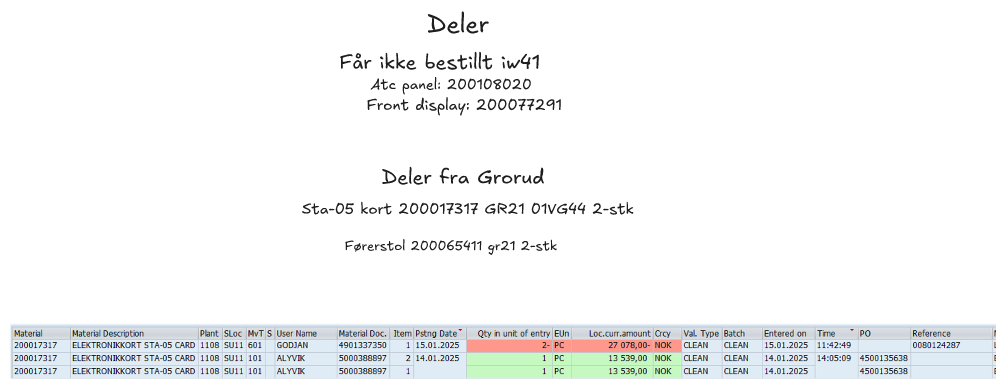 Deler
Får ikke bestillt iw41
Atc panel: 200108020
Front display: 200077291
Deler fra Grorud
Sta-05 kort 200017317 GR21 01VG44 2-stk
Førerstol 200065411 gr21 2-stk
Material Material Description Plant SLoc MvT S User Name Material Doc. Item Pstng Date Qty in unit of entry EUn Loc.curr.amount Crcy Val. Type Batch Entered on Time PO Reference
200017317 ELEKTRONIKKORT STA-05 CARD 1108 SU11 601 GODJAN 4901337350 1 15.01.2025 2- PC 27 078,00- NOK CLEAN CLEAN 15.01.2025 11:42:49 0080124287
200017317 ELEKTRONIKKORT STA-05 CARD 1108 SU11 101 ALYVIK 5000388897 2 14.01.2025 1 PC 13 539,00 NOK CLEAN CLEAN 14.01.2025 14:05:09 4500135638
200017317 ELEKTRONIKKORT STA-05 CARD 1108 SU11 101 ALYVIK 5000388897 1 1 PC 13 539,00 NOK CLEAN CLEAN 14.01.2025 4500135638